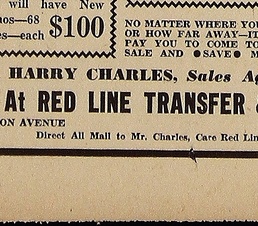 will have New
nos—68
es—each $100
NO MATTER WHERE YOU
OR HOW FAR AWAY—IT
PAY YOU TO COME TO
SALE AND ●SAVE● M
HARRY CHARLES, Sales Ag
At RED LINE TRANSFER
ON AVENUE
Direct All Mail to Mr. Charles, Care Red Lin